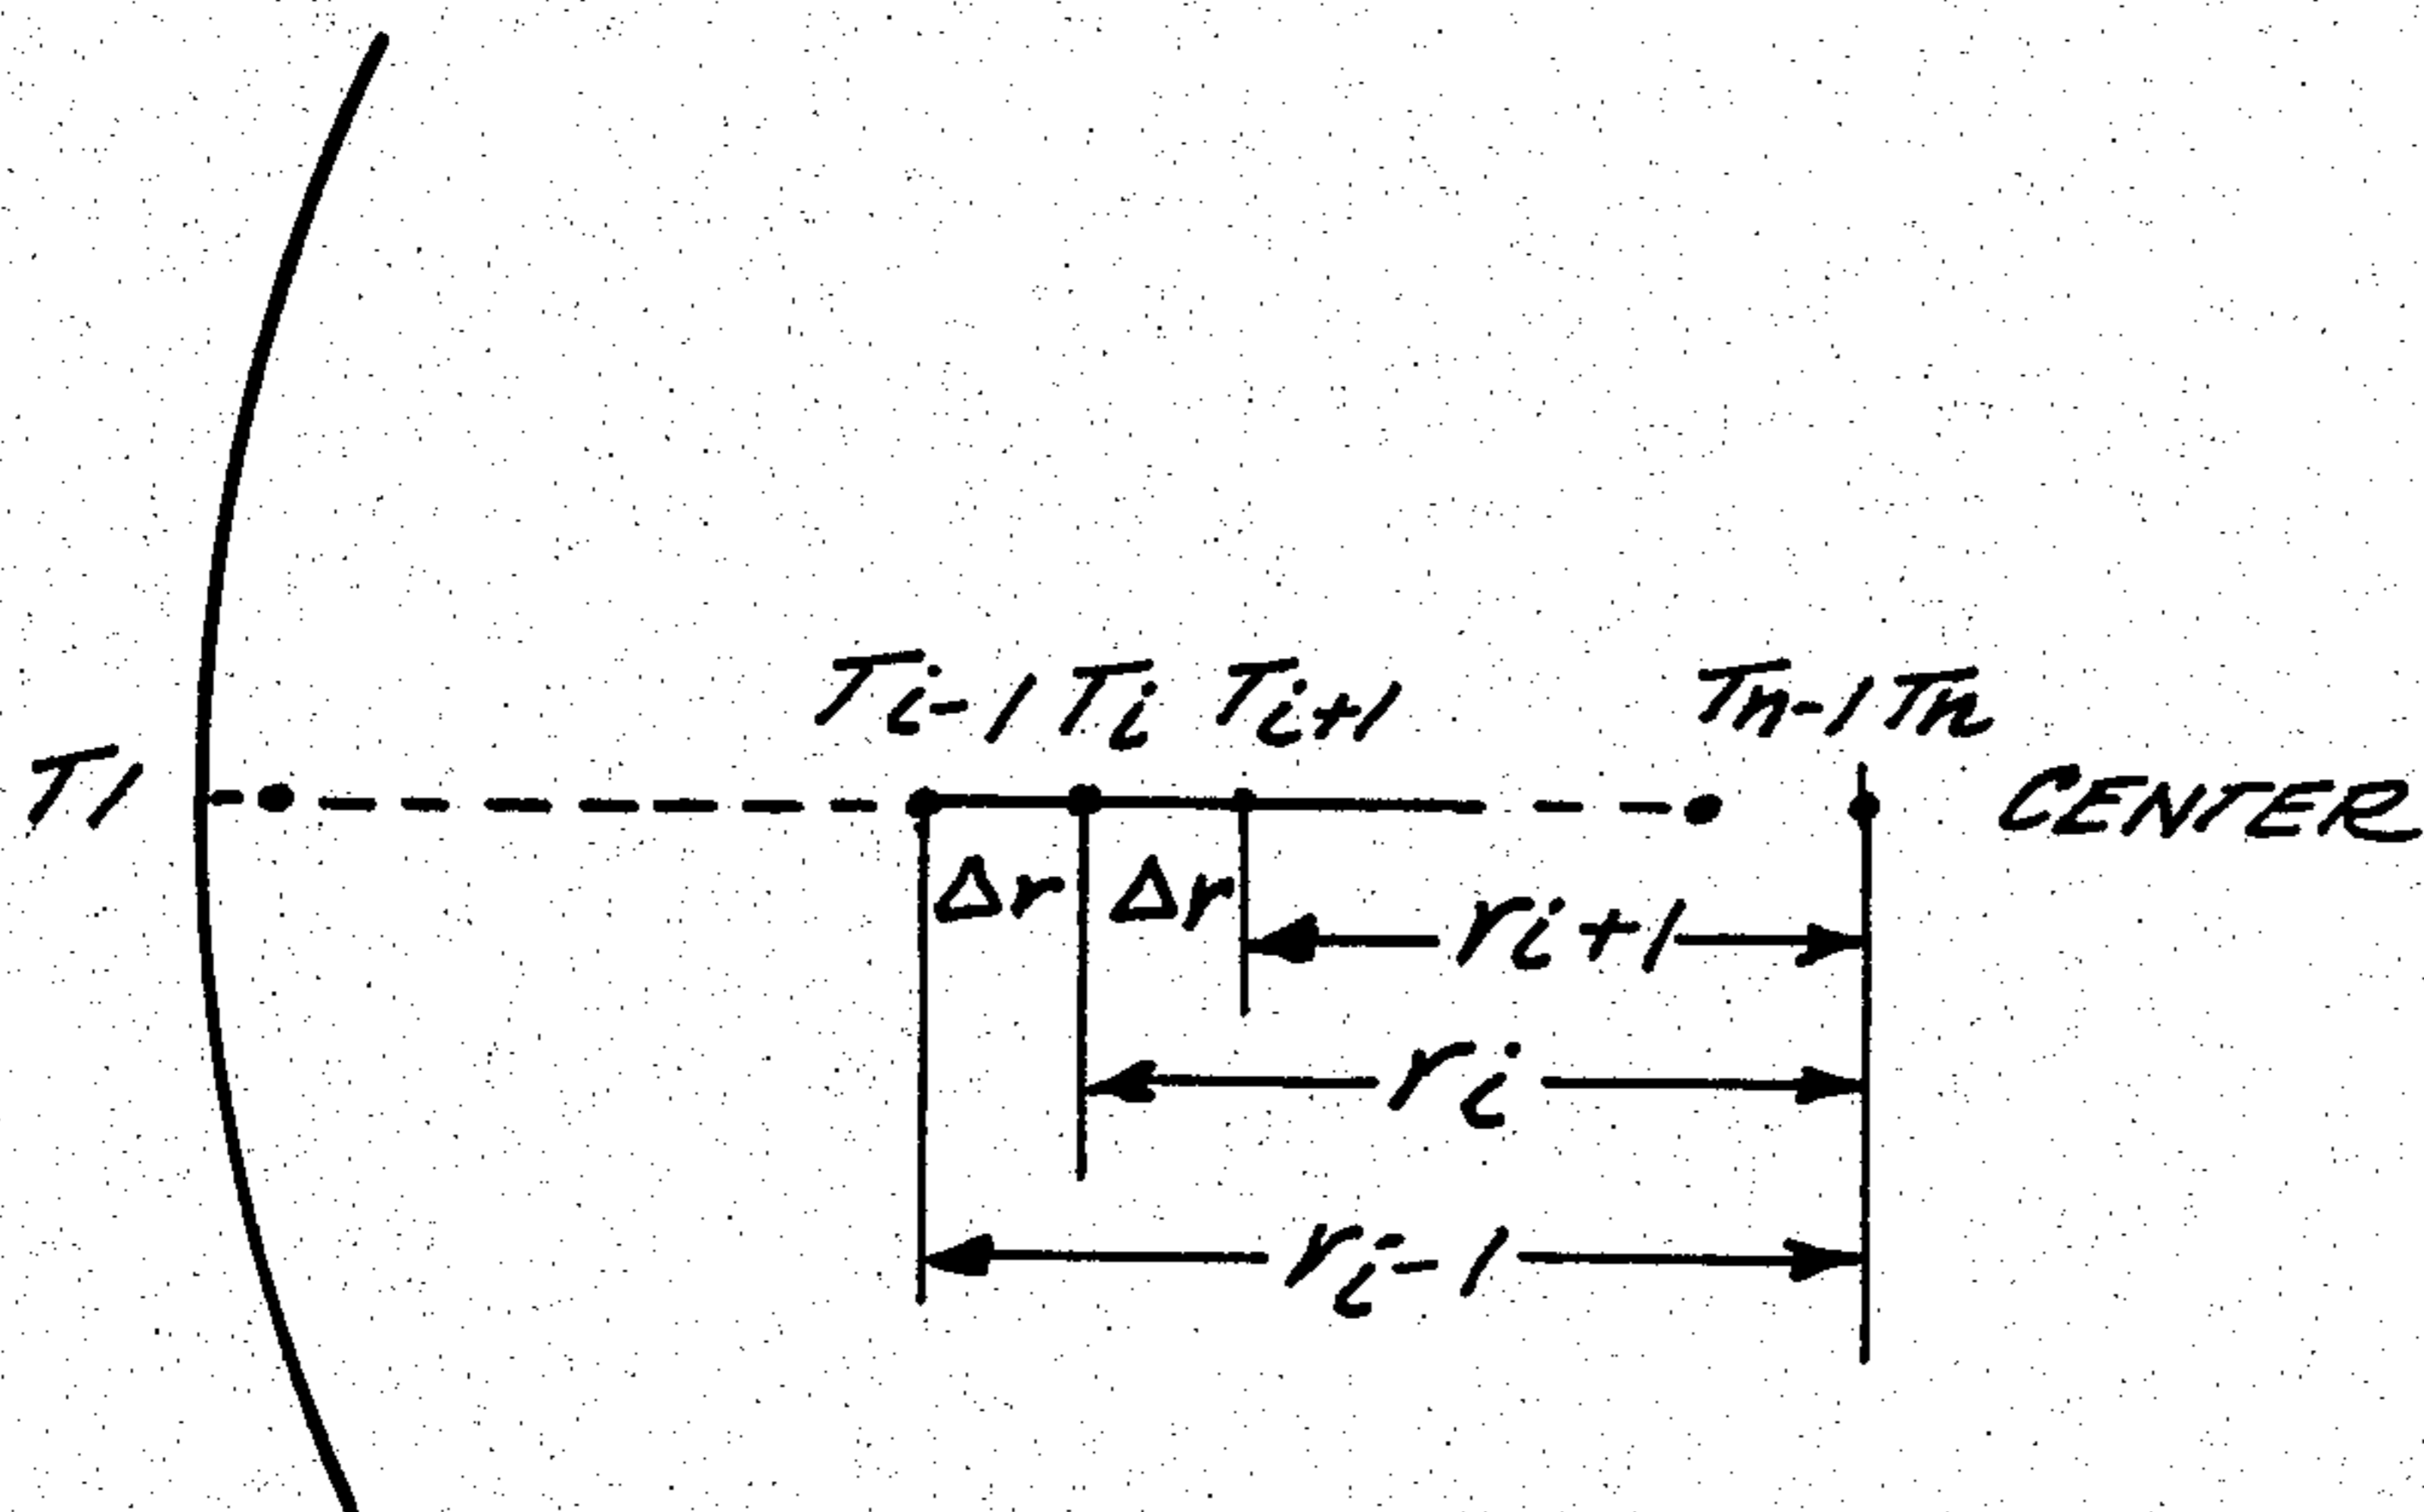 Ti-1 Ti Ti+1 Tn-1 Tn
T1 CENTER
Δr Δr
ri+1
ri
ri-1